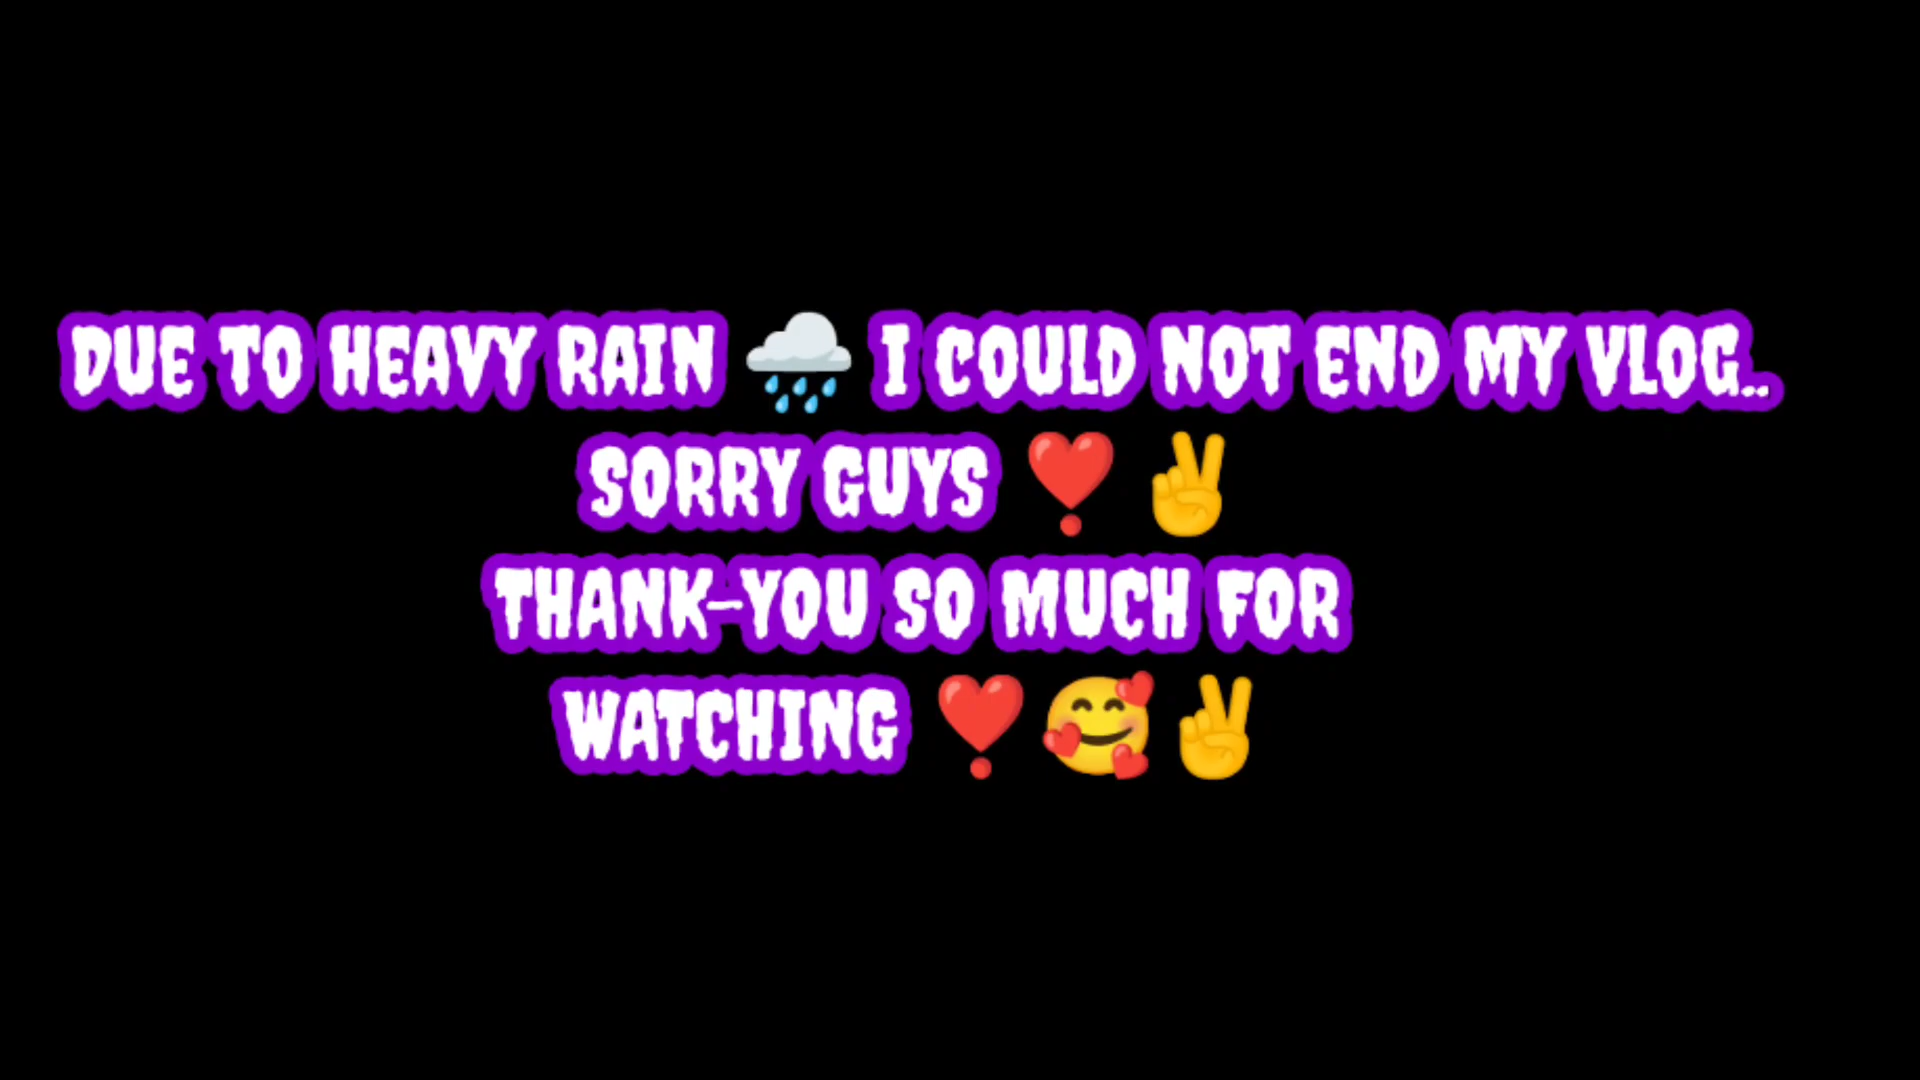 DUE TO HEAVY RAIN 🌧️ I COULD NOT END MY VLOG..
SORRY GUYS ❣️ ✌️
THANK-YOU SO MUCH FOR
WATCHING ❣️ 🥰 ✌️